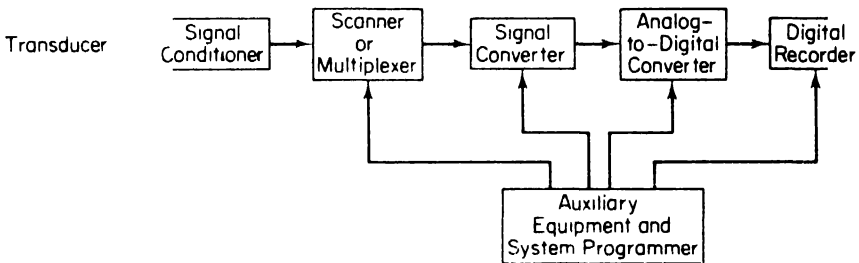 Transducer
Signal
Conditioner
Scanner
or
Multiplexer
Signal
Converter
Analog-
to-Digital
Converter
Digital
Recorder
Auxiliary
Equipment and
System Programmer